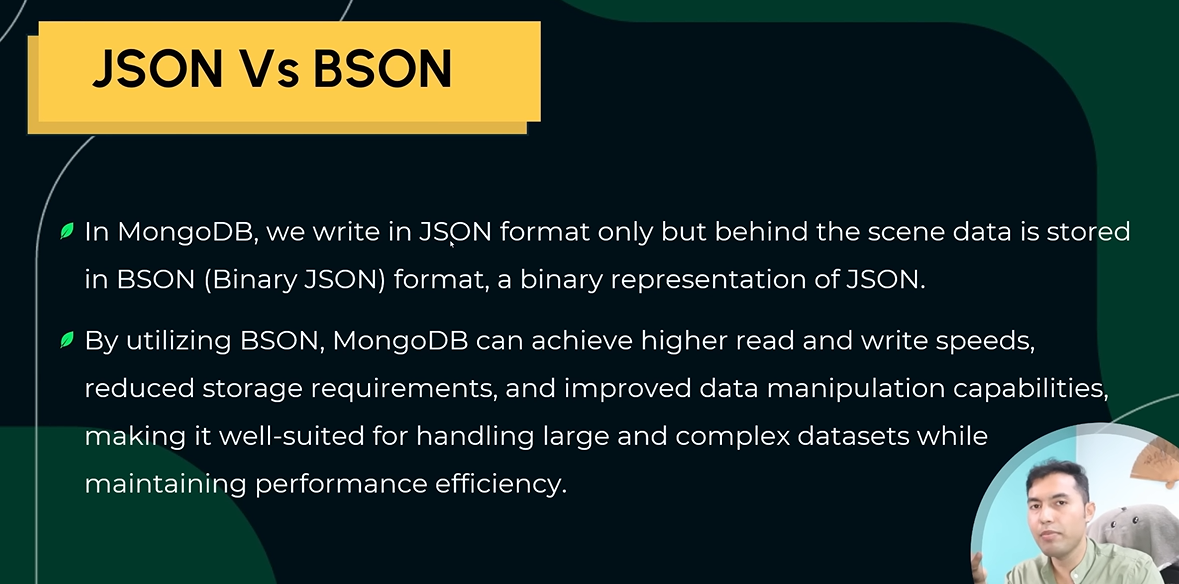 JSON Vs BSON
In MongoDB, we write in JSON format only but behind the scene data is stored
in BSON (Binary JSON) format, a binary representation of JSON.
By utilizing BSON, MongoDB can achieve higher read and write speeds,
reduced storage requirements, and improved data manipulation capabilities,
making it well-suited for handling large and complex datasets while
maintaining performance efficiency.